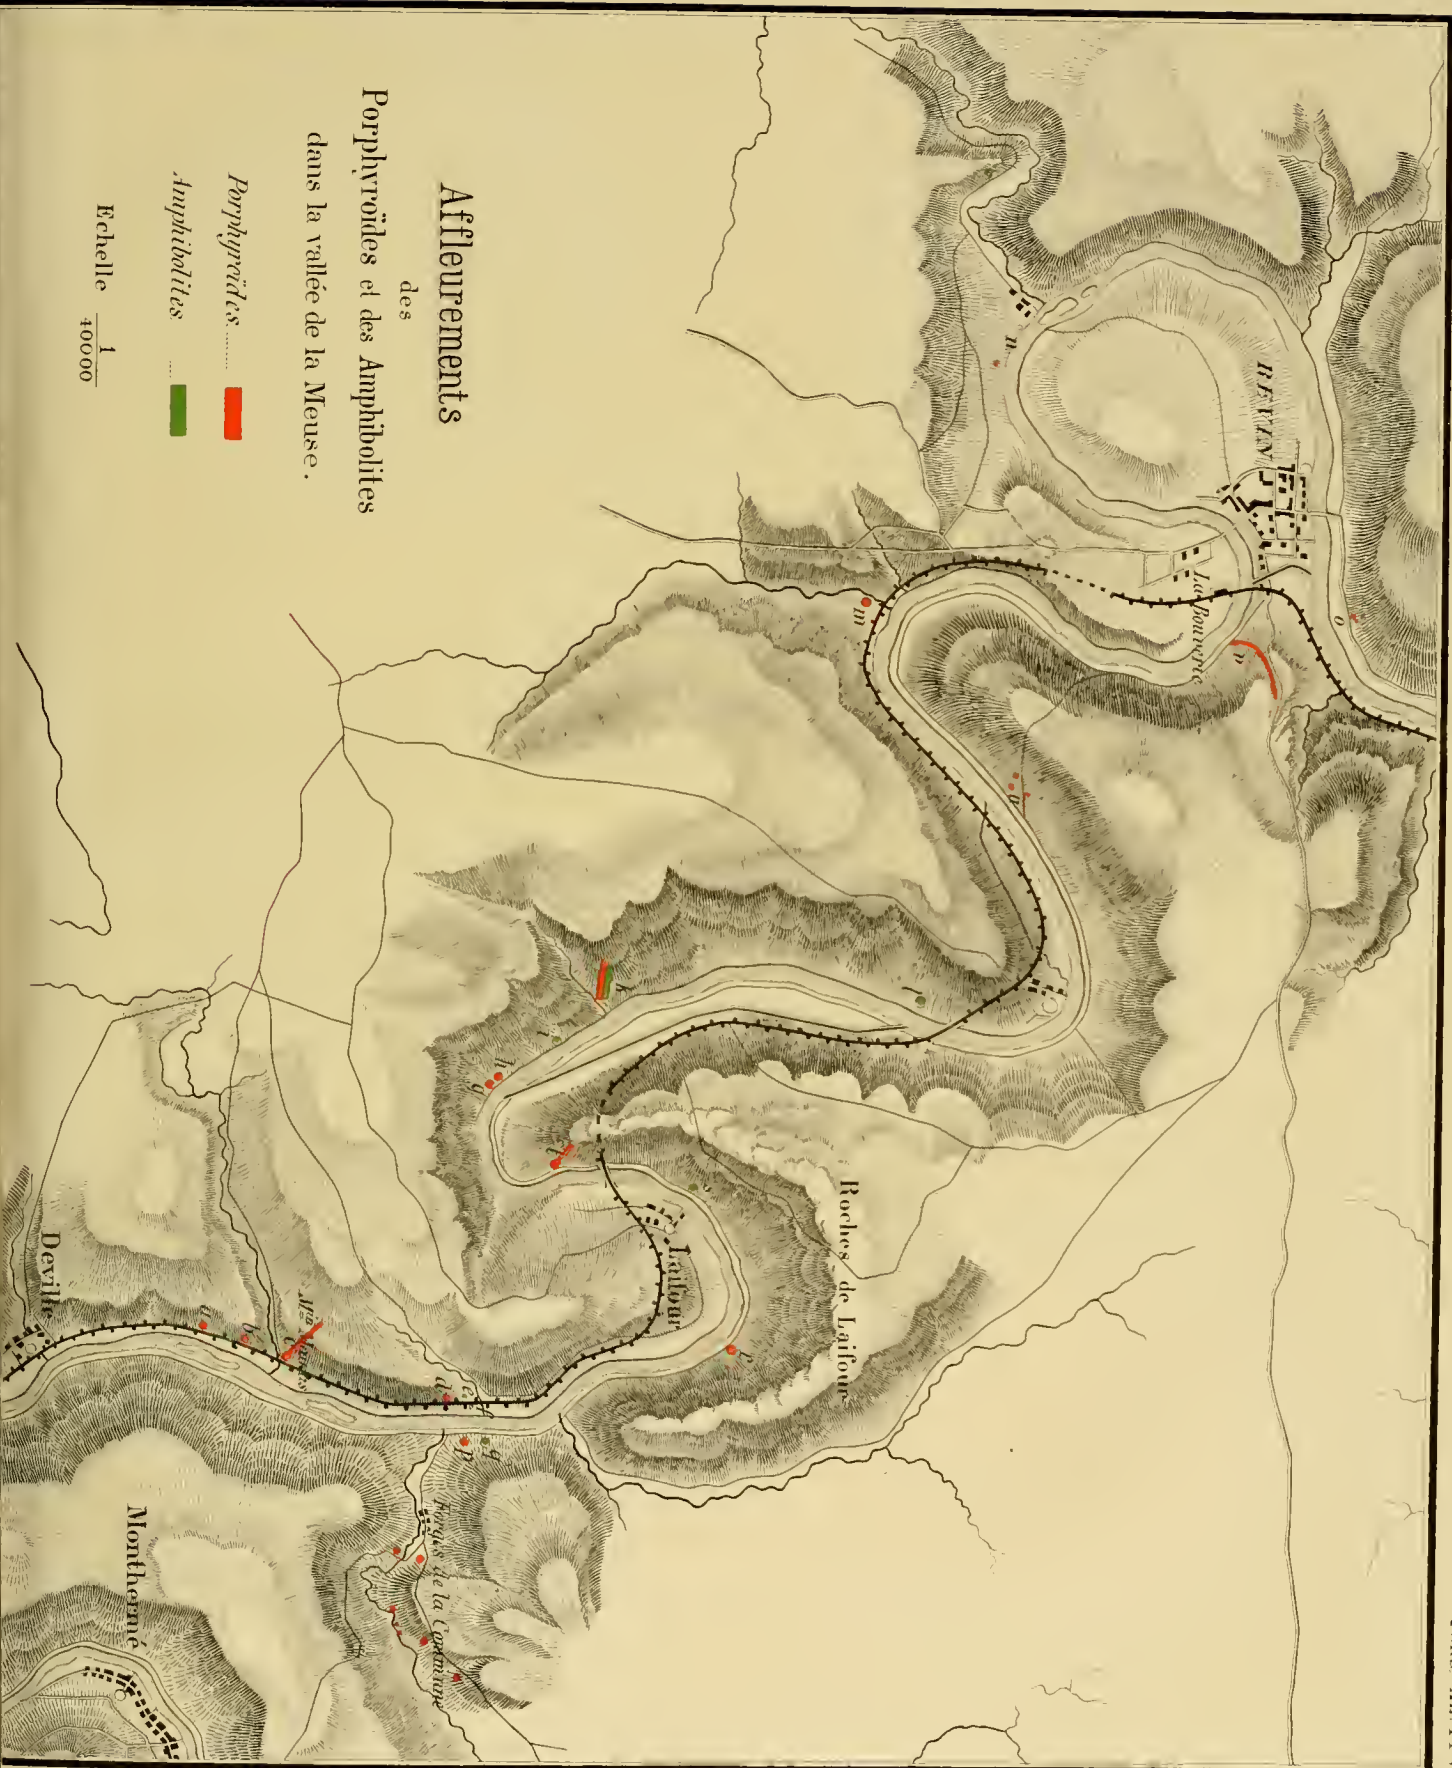 Affleurements
des
Porphyroïdes et des Amphibolites
dans la vallée de la Meuse.
Porphyroïdes
Amphibolites
Echelle 1/40000
REVIN
La Bouverie
n
o
v
m
a
r
k
i
h
g
t
s
Roches de Laifour
Laifour
Deville
a
b
c
d
e
f
p
q
Forges de la Commune
Monthermé